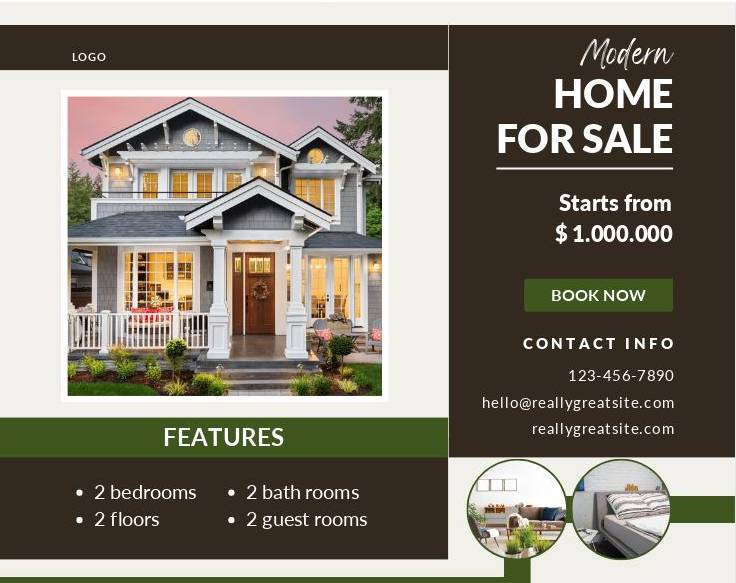 LOGO
Modern
HOME
FOR SALE
Starts from
$ 1.000.000
BOOK NOW
CONTACT INFO
123-456-7890
hello@reallygreatsite.com
reallygreatsite.com
FEATURES
• 2 bedrooms
• 2 floors
• 2 bath rooms
• 2 guest rooms